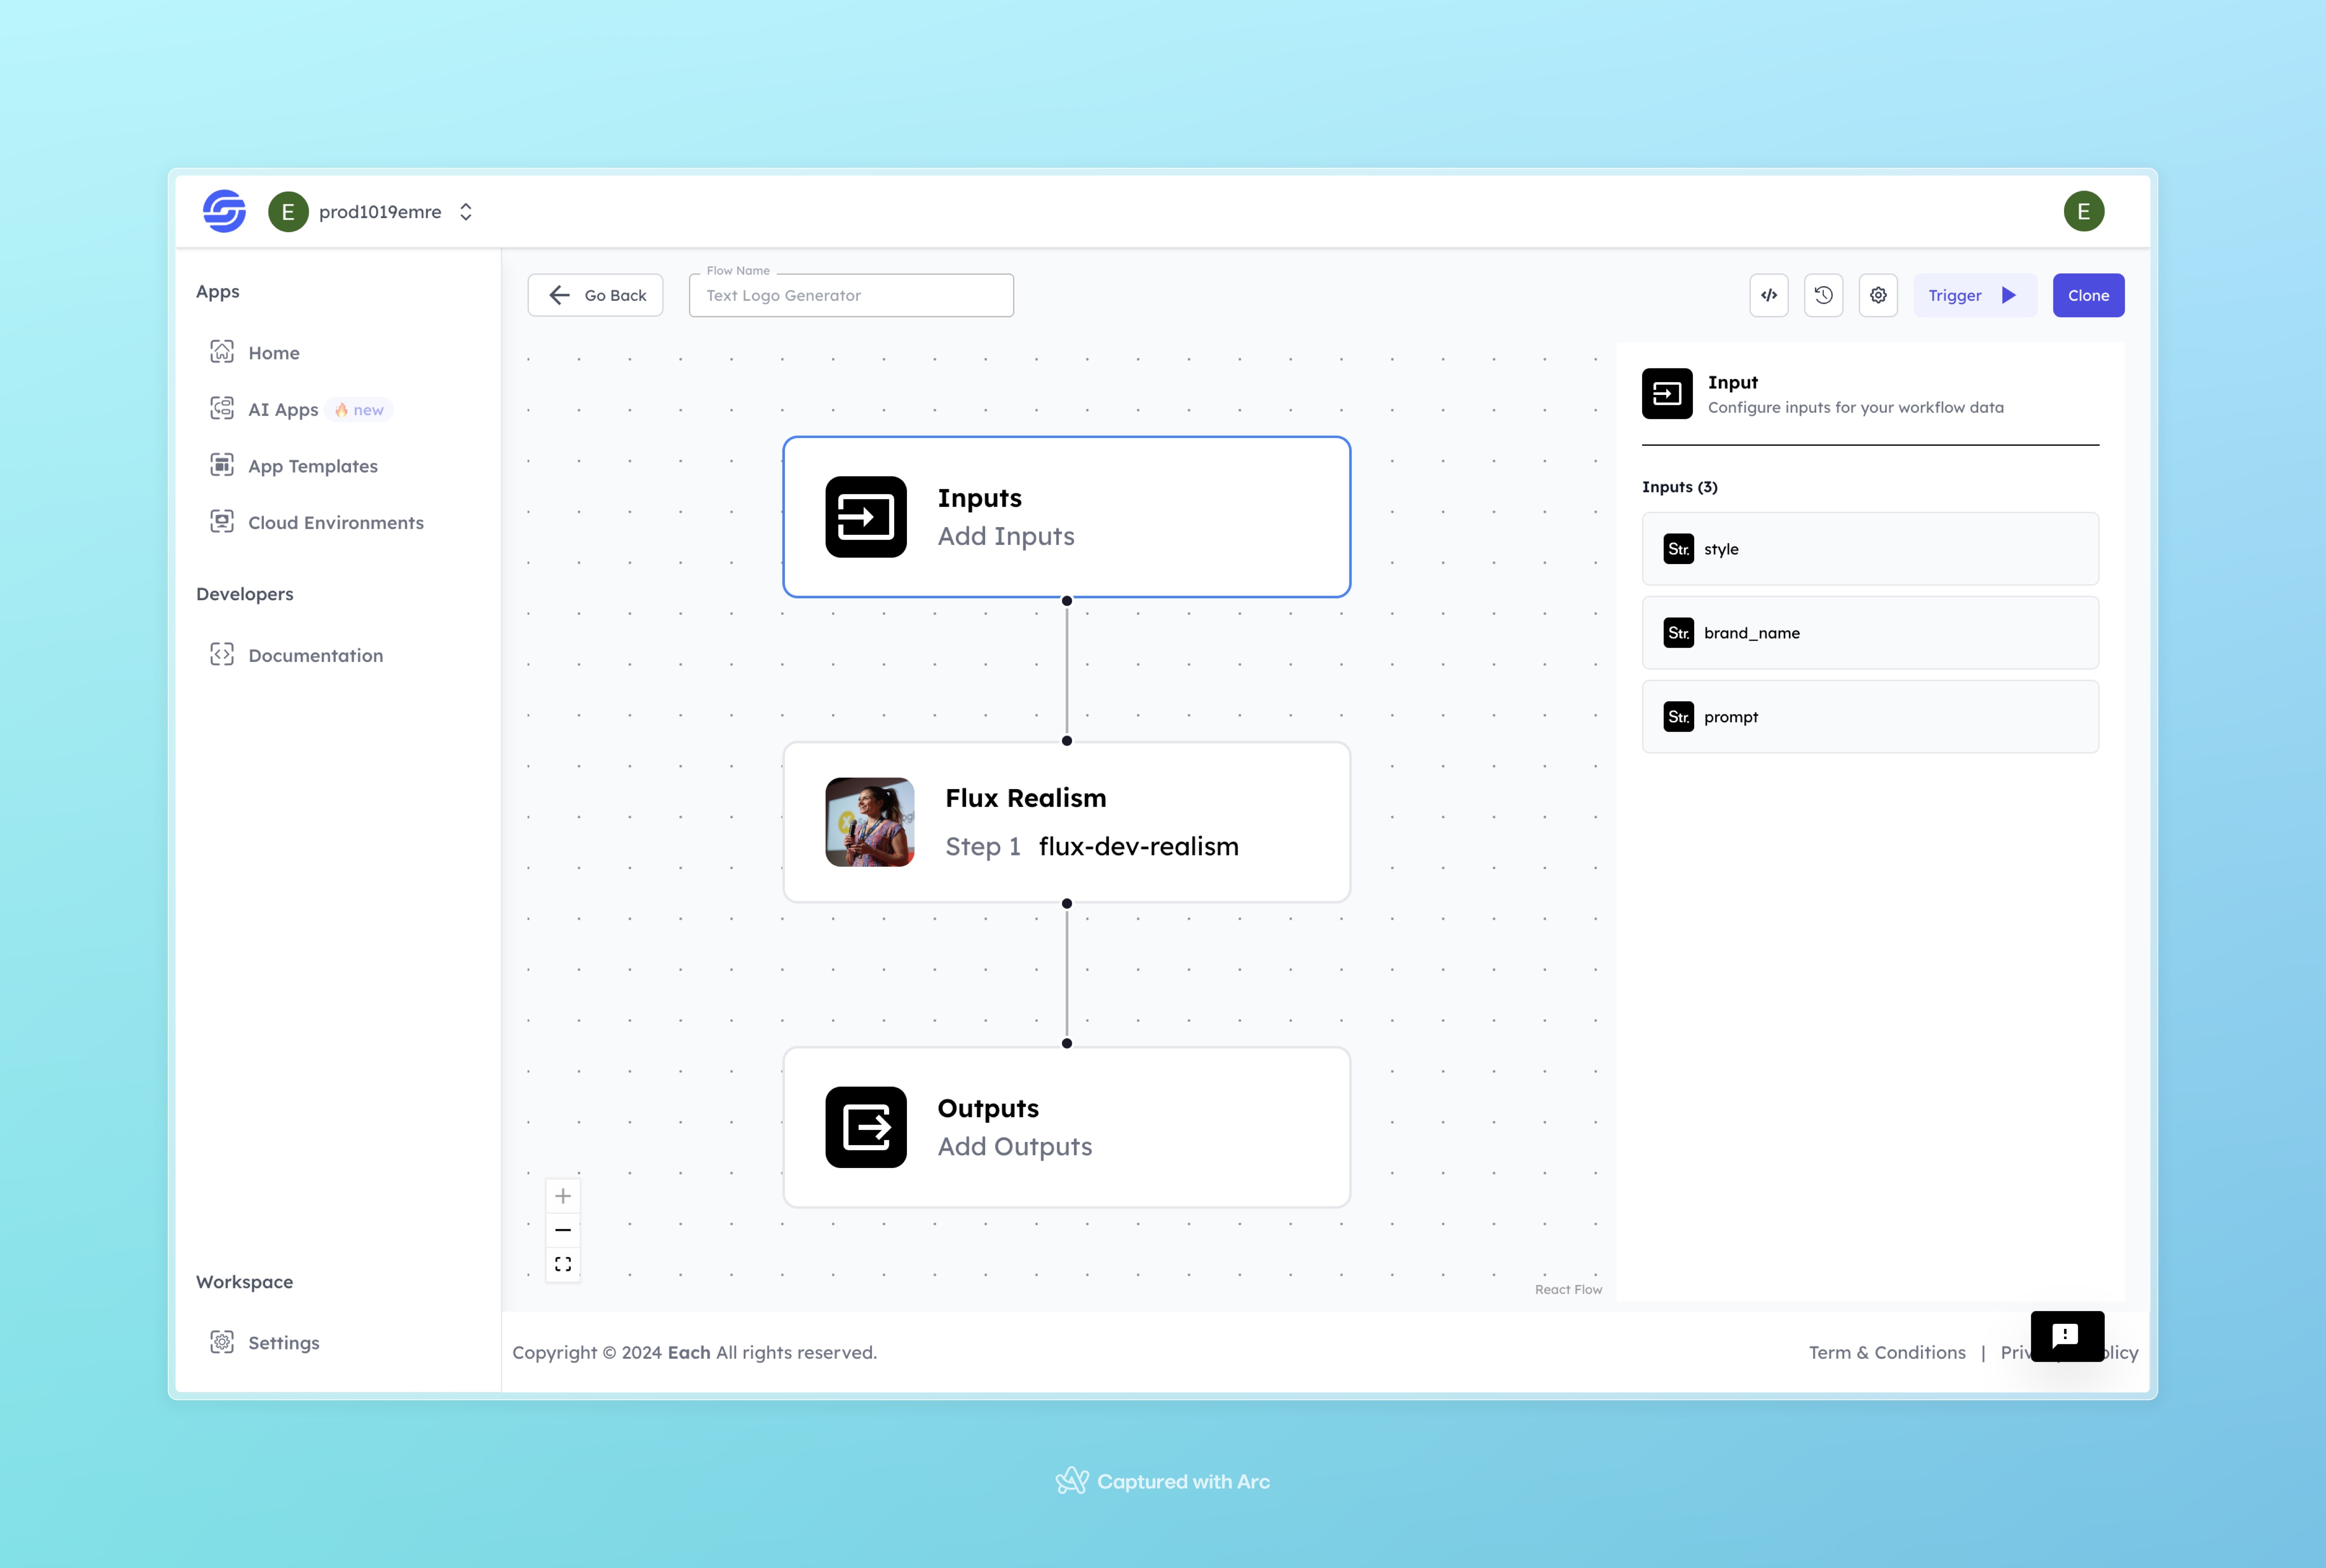 E prod1019emre
E
Apps
Home
AI Apps 🔥 new
App Templates
Cloud Environments
Developers
Documentation
Workspace
Settings
Go Back
Flow Name
Text Logo Generator
Trigger
Clone
Inputs
Add Inputs
Flux Realism
Step 1 flux-dev-realism
Outputs
Add Outputs
React Flow
Input
Configure inputs for your workflow data
Inputs (3)
Str. style
Str. brand_name
Str. prompt
Copyright © 2024 Each All rights reserved.
Term & Conditions | Priv olicy
Captured with Arc